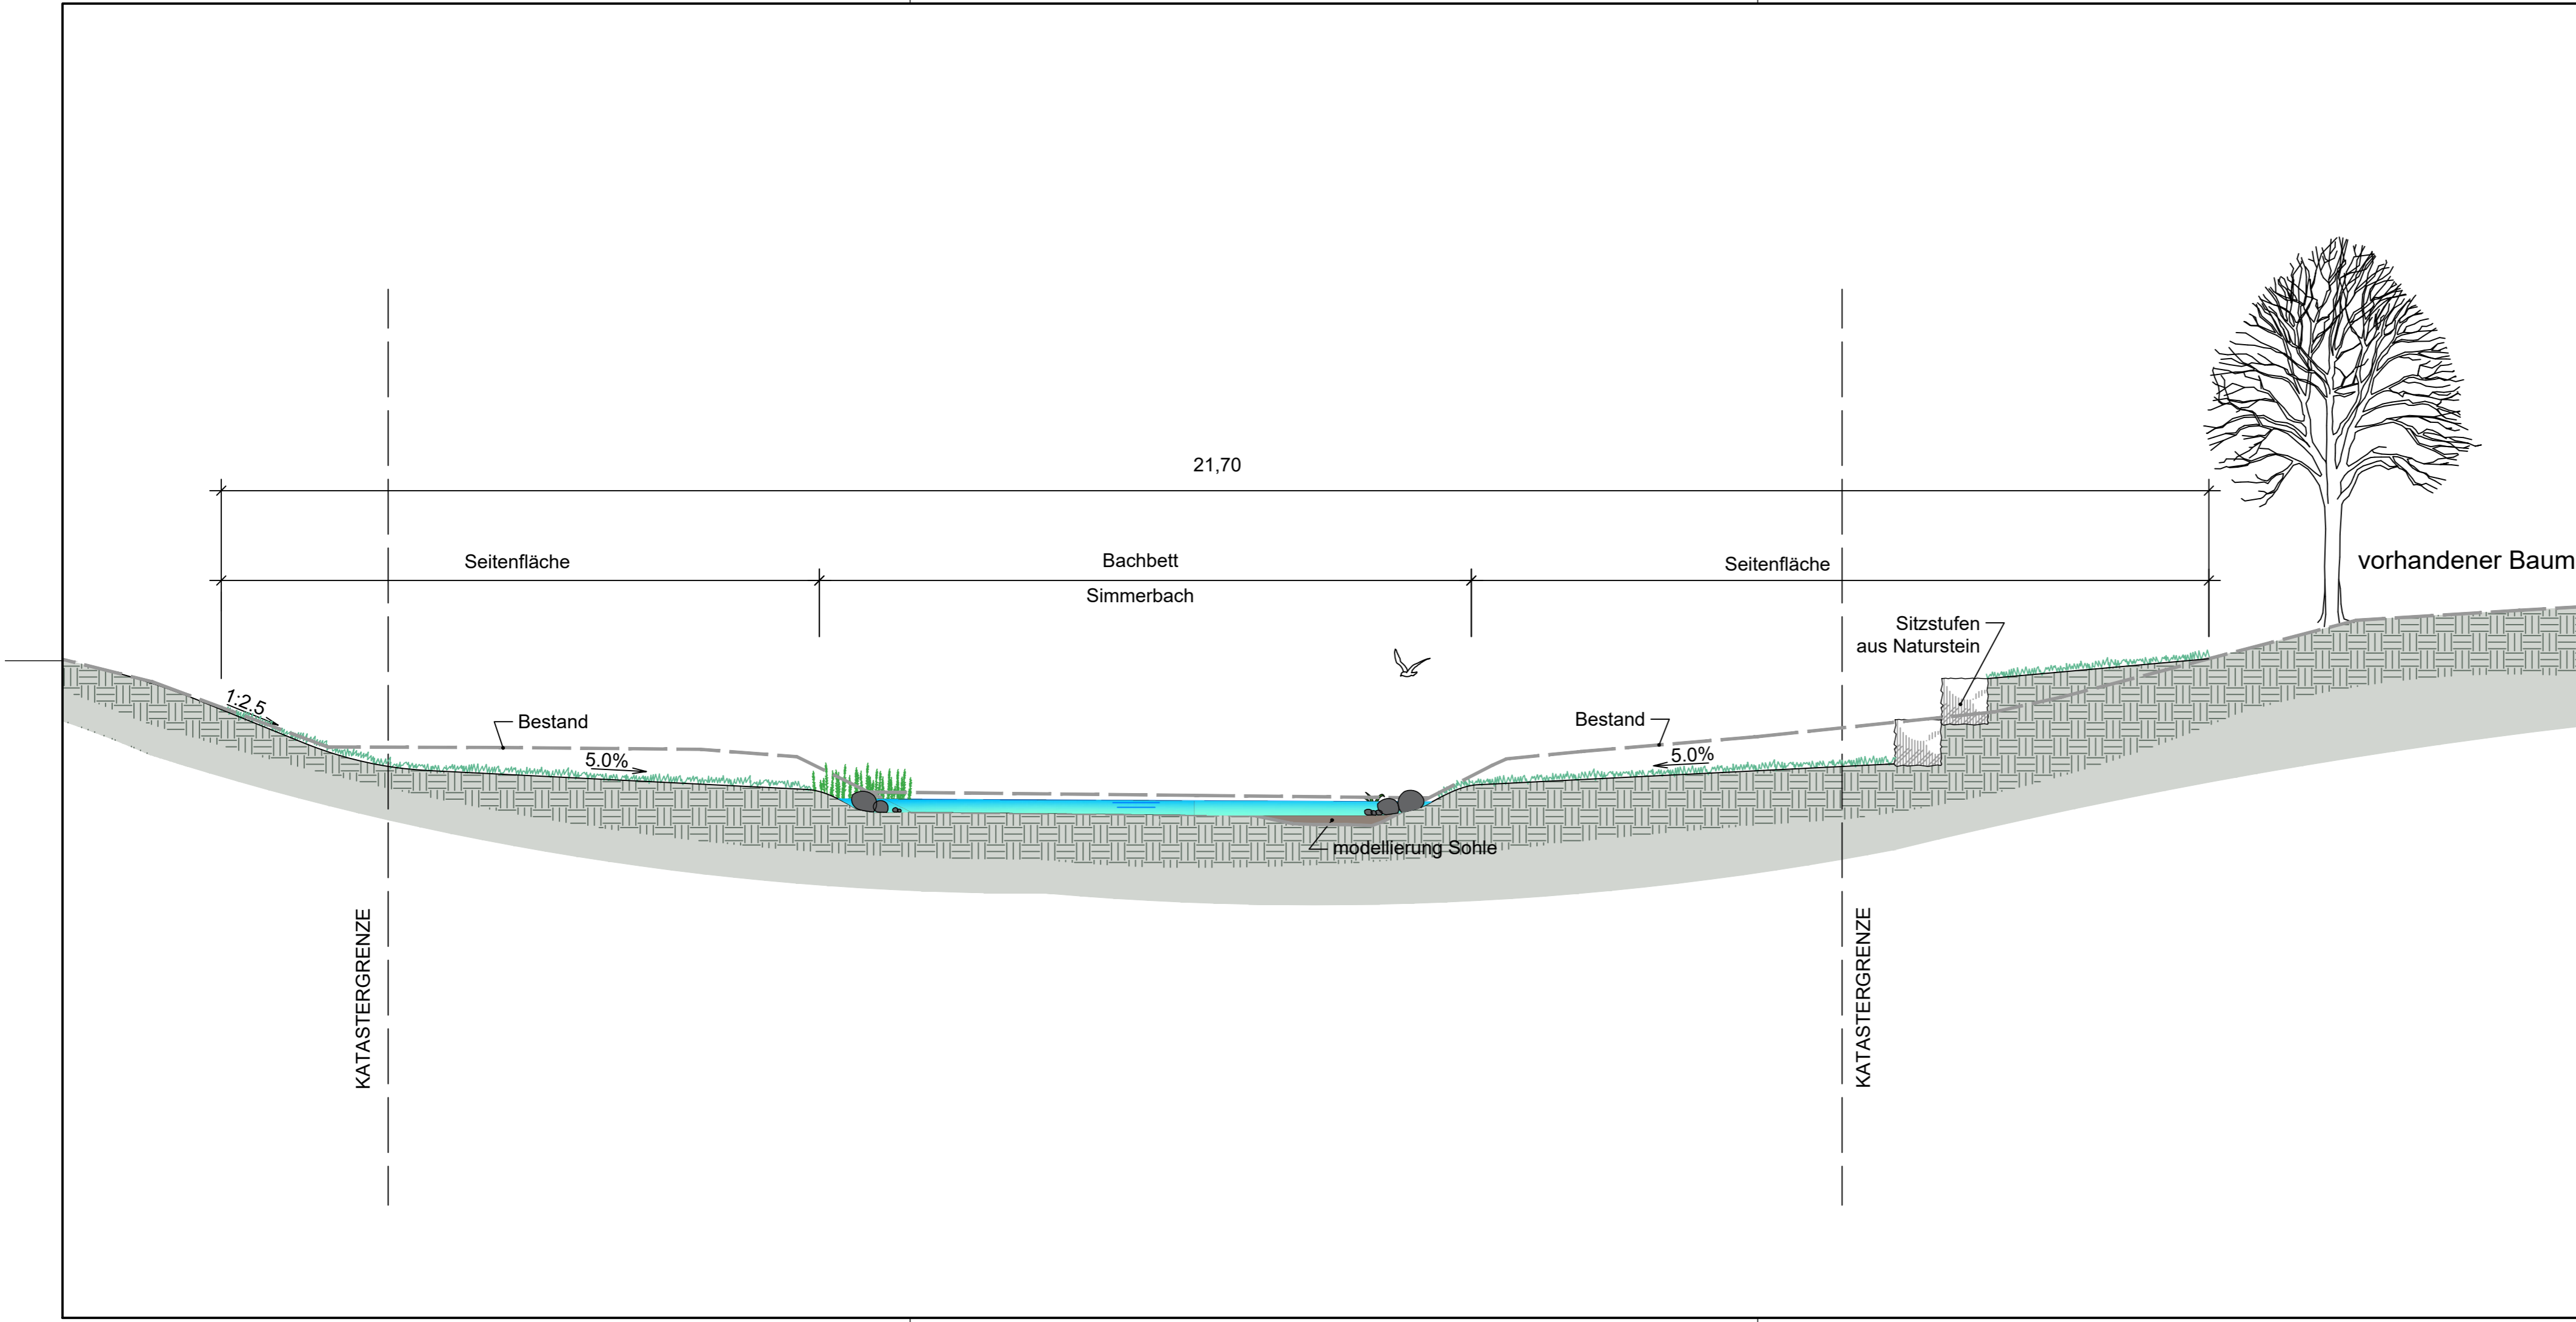 21,70
Seitenfläche
Bachbett
Seitenfläche
vorhandener Baum
Simmerbach
Sitzstufen
aus Naturstein
1:2.5
Bestand
Bestand
5.0%
5.0%
modellierung Sohle
KATASTERGRENZE
KATASTERGRENZE